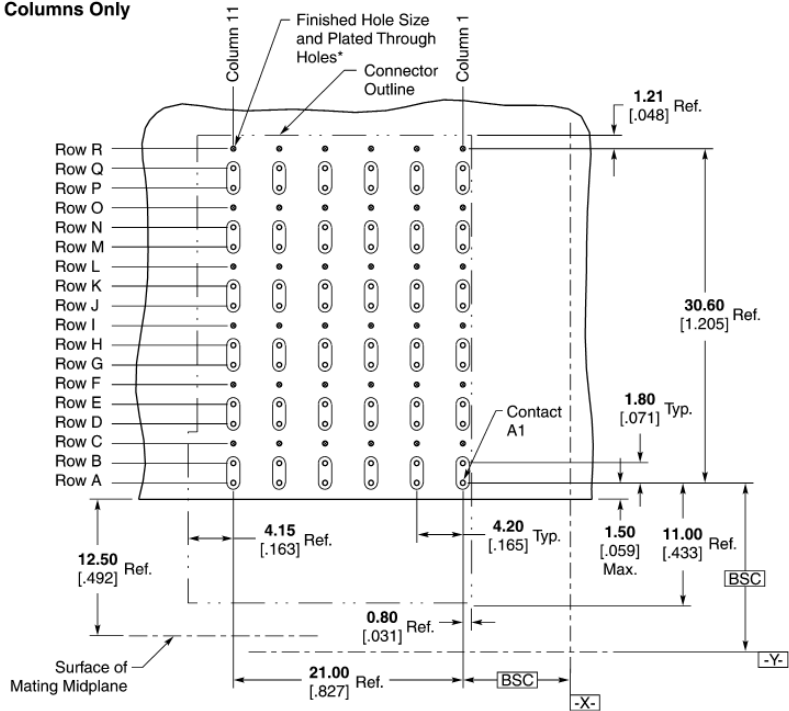 Columns Only
Column 11
Finished Hole Size
and Plated Through
Holes*
Connector
Outline
Column 1
1.21
[.048] Ref.
Row R
Row Q
Row P
Row O
Row N
Row M
Row L
Row K
Row J
Row I
Row H
Row G
Row F
Row E
Row D
Row C
Row B
Row A
30.60
[1.205] Ref.
1.80
[.071] Typ.
Contact
A1
4.15
[.163] Ref.
4.20
[.165] Typ.
1.50
[.059]
Max.
11.00
[.433] Ref.
12.50
[.492] Ref.
BSC
0.80
[.031] Ref.
Surface of
Mating Midplane
21.00
[.827] Ref.
BSC
-Y-
-X-